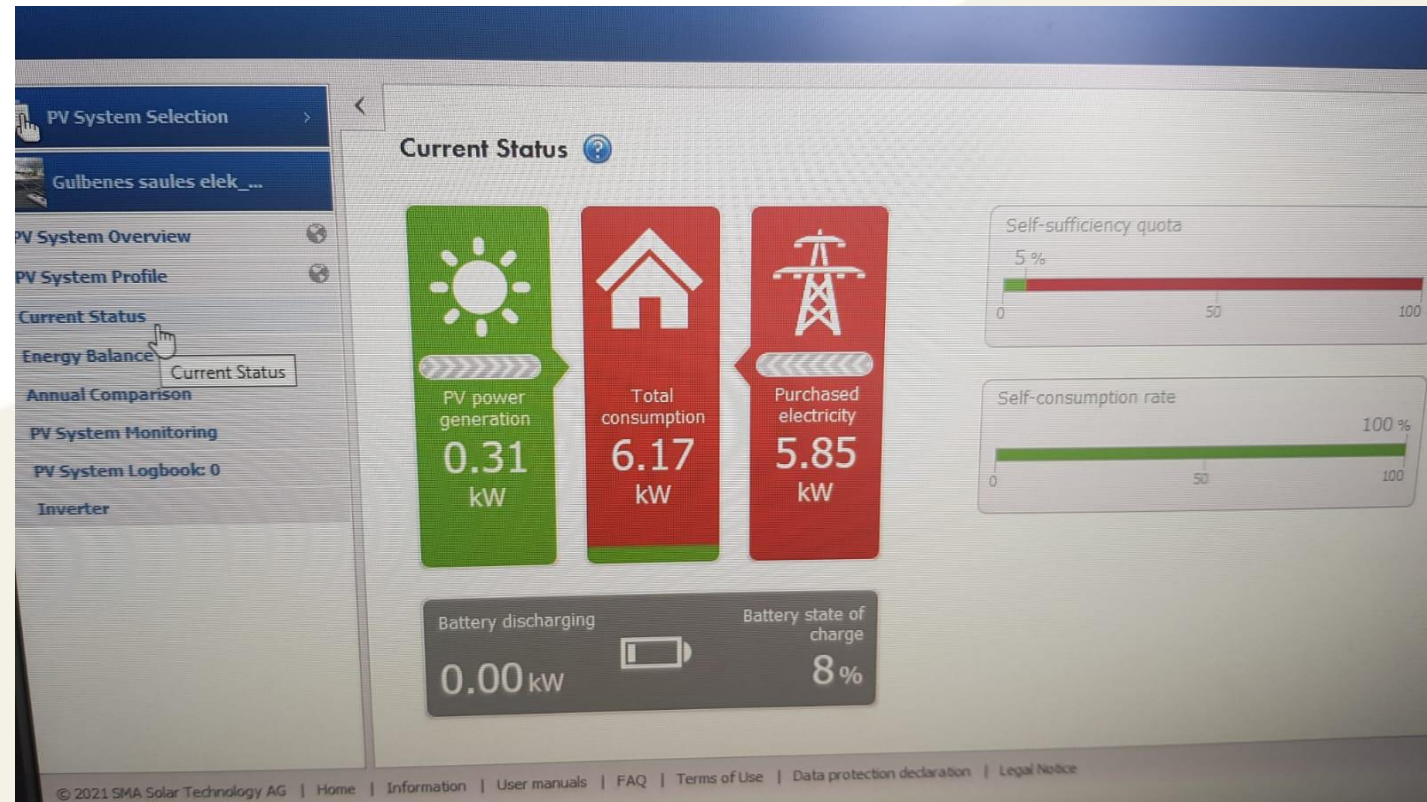 PV System Selection
Gulbenes saules elek_...
PV System Overview
PV System Profile
Current Status
Energy Balance
Current Status
Annual Comparison
PV System Monitoring
PV System Logbook: 0
Inverter
Current Status
PV power
generation
0.31
kW
Total
consumption
6.17
kW
Purchased
electricity
5.85
kW
Battery discharging
0.00 kW
Battery state of
charge
8 %
Self-sufficiency quota
5 %
0 50 100
Self-consumption rate
100 %
0 50 100
© 2021 SMA Solar Technology AG | Home | Information | User manuals | FAQ | Terms of Use | Data protection declaration | Legal Notice